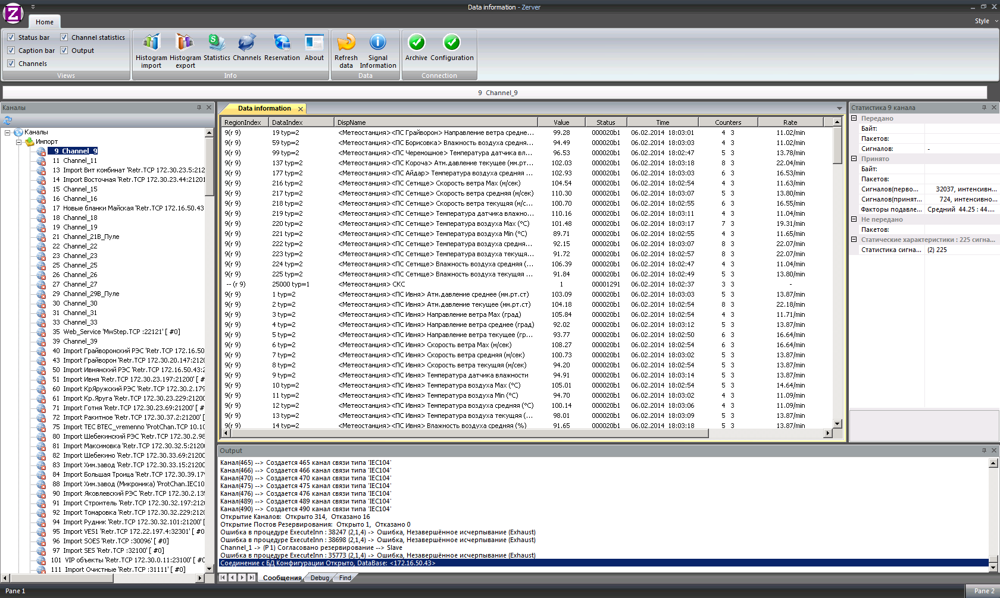 Data information - Zerver
Home
Style
Status bar
Channel statistics
Caption bar
Output
Channels
Views
Histogram import
Histogram export
Statistics
Channels
Reservation
About
Info
Refresh data
Signal Information
Data
Archive
Configuration
Connection
9 Channel_9
Каналы
Каналы
Импорт
9 Channel_9
11 Channel_11
13 Import Вит комбинат 'Retr.TCP 172.30.23.5:212
14 Import Восточная 'Retr.TCP 172.30.23.44:21201
15 Channel_15
16 Channel_16
17 Новые бланки Майская 'Retr.TCP 172.16.50.43
18 Channel_18
19 Channel_19
21 Channel_21В_Пуле
22 Channel_22
23 Channel_23
25 Channel_25
26 Channel_26
27 Channel_27
29 Channel_29В_Пуле
30 Channel_30
31 Channel_31
33 Channel_33
35 Web_Service 'MwStep.TCP :22121' [ #0]
39 Channel_39
40 Import Грайворонский РЭС 'Retr.TCP 172.16.50
43 Import Грайворон 'Retr.TCP 172.30.20.147:2120
50 Import Ивнянский РЭС 'Retr.TCP 172.16.50.43:2
51 Import Ивня 'Retr.TCP 172.30.23.197:21200' [ #
60 Import КрЯружский РЭС 'Retr.TCP 172.30.2.179
61 Import Кр.Яруга 'Retr.TCP 172.30.23.229:21200
71 Import Готня 'Retr.TCP 172.30.23.69:21200' [ #
72 Import Ракитное 'Retr.TCP 172.30.37.2:21200' [
75 Import ТЕС BTEC_vremenno 'ProtChan.TCP 10.10
80 Import Шебекинский РЭС 'Retr.TCP 172.30.2.98
81 Import Максимовка 'Retr.TCP 172.30.32.5:21200
82 Import Шебекино 'Retr.TCP 172.30.33.69:21200
83 Import Хим.завод 'Retr.TCP 172.30.33.15:21200
84 Import Большая Троица 'Retr.TCP 172.30.39.179
88 Import Хим.завод (Микроника) 'ProtChan.IEC10
90 Import Яковлевский РЭС 'Retr.TCP 172.30.2.135
91 Import Строитель 'Retr.TCP 172.30.32.197:2120
92 Import Томаровка 'Retr.TCP 172.30.32.229:2120
94 Import Рудник 'Retr.TCP 172.30.32.101:21200' [
95 Import VES1 'Retr.TCP 172.22.197.4:32301' [ #0
96 Import SOES 'Retr.TCP :30096' [ #0]
97 Import SES 'Retr.TCP :32100' [ #0]
101 VIP объекты 'Retr.TCP 172.30.0.11:23100' [ #0
111 Import Очистные 'Retr.TCP :31111' [ #0]
Data information
RegionIndex DataIndex DispName Value Status Time Counters Rate
9(r 9) 19 typ=2 <Метеостанция><ПС Грайворон> Направление ветра средне... 99.28 000020b1 06.02.2014 18:03:01 4 3 11.02/min
9(r 9) 59 typ=2 <Метеостанция><ПС Борисовка> Влажность воздуха средня... 94.49 000020b1 06.02.2014 18:03:03 4 3 11.02/min
9(r 9) 99 typ=2 <Метеостанция><ПС Черемошное> Температура датчика вл... 96.53 000020b1 06.02.2014 18:02:47 5 3 13.78/min
9(r 9) 137 typ=2 <Метеостанция><ПС Короча> Атм.давление текущее (мм.рт... 102.03 000020b1 06.02.2014 18:03:18 8 3 22.04/min
9(r 9) 177 typ=2 <Метеостанция><ПС Айдар> Температура воздуха средняя ... 102.93 000020b1 06.02.2014 18:03:03 6 3 16.53/min
9(r 9) 216 typ=2 <Метеостанция><ПС Сетище> Скорость ветра Max (м/сек) 104.54 000020b1 06.02.2014 18:02:54 4 3 11.63/min
9(r 9) 217 typ=2 <Метеостанция><ПС Сетище> Скорость ветра средняя (м/сек) 110.30 000020b1 06.02.2014 18:03:07 5 3 13.80/min
9(r 9) 218 typ=2 <Метеостанция><ПС Сетище> Скорость ветра текущая (м/сек) 100.70 000020b1 06.02.2014 18:02:55 6 3 16.55/min
9(r 9) 219 typ=2 <Метеостанция><ПС Сетище> Температура датчика влажно... 110.16 000020b1 06.02.2014 18:03:11 4 3 11.04/min
9(r 9) 220 typ=2 <Метеостанция><ПС Сетище> Температура воздуха Max (°C) 101.48 000020b1 06.02.2014 18:03:17 7 3 19.31/min
9(r 9) 221 typ=2 <Метеостанция><ПС Сетище> Температура воздуха Min (°C) 89.71 000020b1 06.02.2014 18:02:55 4 3 11.65/min
9(r 9) 222 typ=2 <Метеостанция><ПС Сетище> Температура воздуха средня... 92.15 000020b1 06.02.2014 18:03:07 8 3 22.07/min
9(r 9) 223 typ=2 <Метеостанция><ПС Сетище> Температура воздуха текуща... 91.72 000020b1 06.02.2014 18:02:57 8 3 22.07/min
9(r 9) 224 typ=2 <Метеостанция><ПС Сетище> Влажность воздуха средняя (... 106.39 000020b1 06.02.2014 18:02:47 4 3 11.04/min
9(r 9) 225 typ=2 <Метеостанция><ПС Сетище> Влажность воздуха текущая ... 91.84 000020b1 06.02.2014 18:02:49 5 3 13.80/min
-- (r 9) 25000 typ=1 <Метеостанция> СКС 1 00001291 06.02.2014 18:02:37 3 3 -
9(r 9) 1 typ=2 <Метеостанция><ПС Ивня> Атм.давление среднее (мм.рт.ст) 103.09 000020b1 06.02.2014 18:03:03 5 3 13.87/min
9(r 9) 2 typ=2 <Метеостанция><ПС Ивня> Атм.давление текущее (мм.рт.ст) 104.18 000020b1 06.02.2014 18:02:54 8 3 22.18/min
9(r 9) 3 typ=2 <Метеостанция><ПС Ивня> Направление ветра Max (град) 105.84 000020b1 06.02.2014 18:02:54 4 3 11.71/min
9(r 9) 4 typ=2 <Метеостанция><ПС Ивня> Направление ветра среднее (град) 92.02 000020b1 06.02.2014 18:03:12 5 3 13.87/min
9(r 9) 5 typ=2 <Метеостанция><ПС Ивня> Направление ветра текущее (гр... 93.77 000020b1 06.02.2014 18:02:50 6 3 16.64/min
9(r 9) 6 typ=2 <Метеостанция><ПС Ивня> Скорость ветра Max (м/сек) 108.27 000020b1 06.02.2014 18:02:54 6 3 16.64/min
9(r 9) 7 typ=2 <Метеостанция><ПС Ивня> Скорость ветра средняя (м/сек) 100.73 000020b1 06.02.2014 18:03:02 5 3 13.87/min
9(r 9) 8 typ=2 <Метеостанция><ПС Ивня> Скорость ветра текущая (м/сек) 94.20 000020b1 06.02.2014 18:02:54 5 3 13.87/min
9(r 9) 9 typ=2 <Метеостанция><ПС Ивня> Температура датчика влажности 94.91 000020b1 06.02.2014 18:03:14 5 3 13.87/min
9(r 9) 10 typ=2 <Метеостанция><ПС Ивня> Температура воздуха Max (°C) 105.01 000020b1 06.02.2014 18:02:54 5 3 14.64/min
9(r 9) 11 typ=2 <Метеостанция><ПС Ивня> Температура воздуха Min (°C) 94.70 000020b1 06.02.2014 18:03:02 4 3 11.09/min
9(r 9) 12 typ=2 <Метеостанция><ПС Ивня> Температура воздуха средняя (°C) 100.14 000020b1 06.02.2014 18:03:06 4 3 11.09/min
9(r 9) 13 typ=2 <Метеостанция><ПС Ивня> Температура воздуха текущая (... 98.01 000020b1 06.02.2014 18:03:09 5 3 13.87/min
9(r 9) 14 typ=2 <Метеостанция><ПС Ивня> Влажность воздуха средняя (%) 91.65 000020b1 06.02.2014 18:03:18 5 3 13.87/min
Статистика 9 канала
Передано
Байт:
Пакетов:
Сигналов: -
Принято
Байт:
Пакетов:
Сигналов(перво... 32037, интенсивн...
Сигналов(принят... 724, интенсивно...
Факторы подавле... Средний 44.25 : 44....
Не передано
Пакетов:
Статические характеристики : 225 сигна...
Статистика сигна... (2) 225
Output
Канал(465) --> Создается 465 канал связи типа 'IEC104'
Канал(466) --> Создается 466 канал связи типа 'IEC104'
Канал(470) --> Создается 470 канал связи типа 'IEC104'
Канал(475) --> Создается 475 канал связи типа 'IEC104'
Канал(476) --> Создается 476 канал связи типа 'IEC104'
Канал(489) --> Создается 489 канал связи типа 'IEC104'
Канал(490) --> Создается 490 канал связи типа 'IEC104'
Открытие Каналов: Открыто 314, Отказано 16
Открытие Постов Резервирования: Открыто 1, Отказано 0
Ошибка в процедуре ExecuteInn : 38247 (2,1,4) -> Ошибка, Незавершённое исчерпывание (Exhaust)
Ошибка в процедуре ExecuteInn : 38698 (2,1,4) -> Ошибка, Незавершённое исчерпывание (Exhaust)
Channel_1 -> (P1) Согласовано резервирование --> Slave
Ошибка в процедуре ExecuteInn : 35773 (2,1,4) -> Ошибка, Незавершённое исчерпывание (Exhaust)
Соединение с БД Конфигурации Открыто, DataBase: <172.16.50.43>
Сообщения
Debug
Find
Pane 1
Pane 2